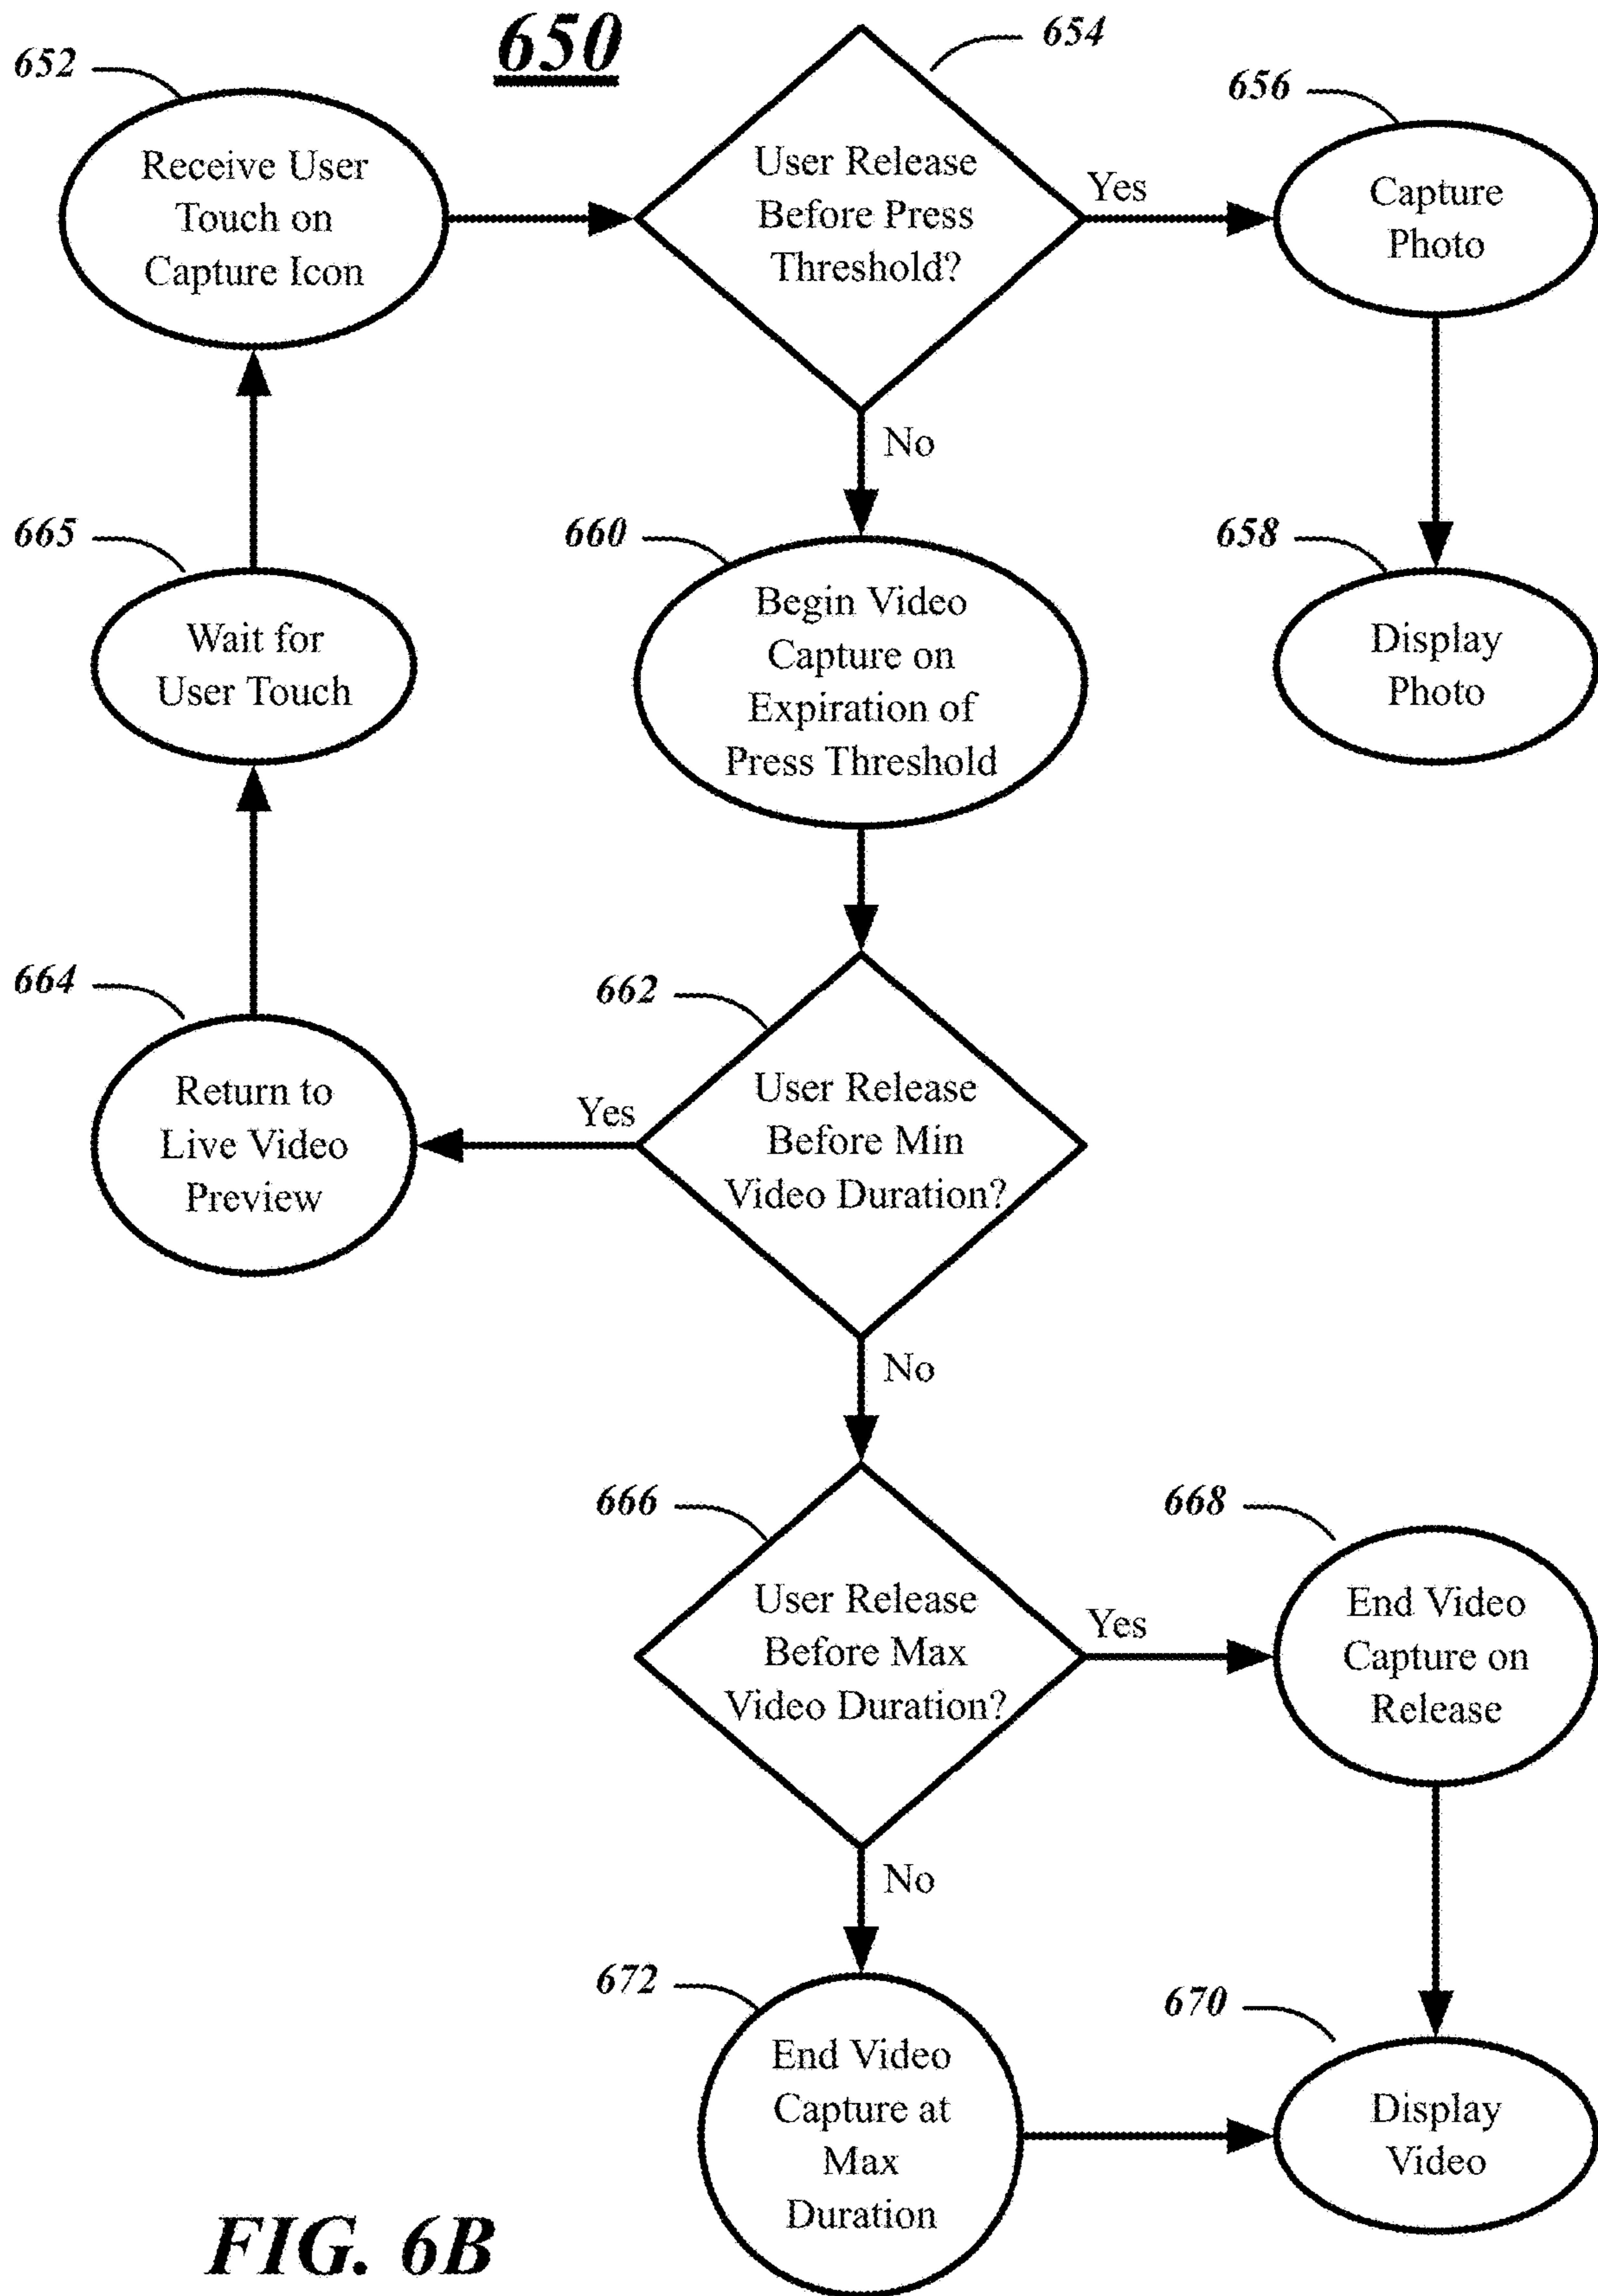 650
652
Receive User
Touch on
Capture Icon
654
User Release
Before Press
Threshold?
Yes
656
Capture
Photo
No
665
Wait for
User Touch
660
Begin Video
Capture on
Expiration of
Press Threshold
658
Display
Photo
664
Return to
Live Video
Preview
Yes
662
User Release
Before Min
Video Duration?
No
666
User Release
Before Max
Video Duration?
Yes
668
End Video
Capture on
Release
No
672
End Video
Capture at
Max
Duration
670
Display
Video
FIG. 6B